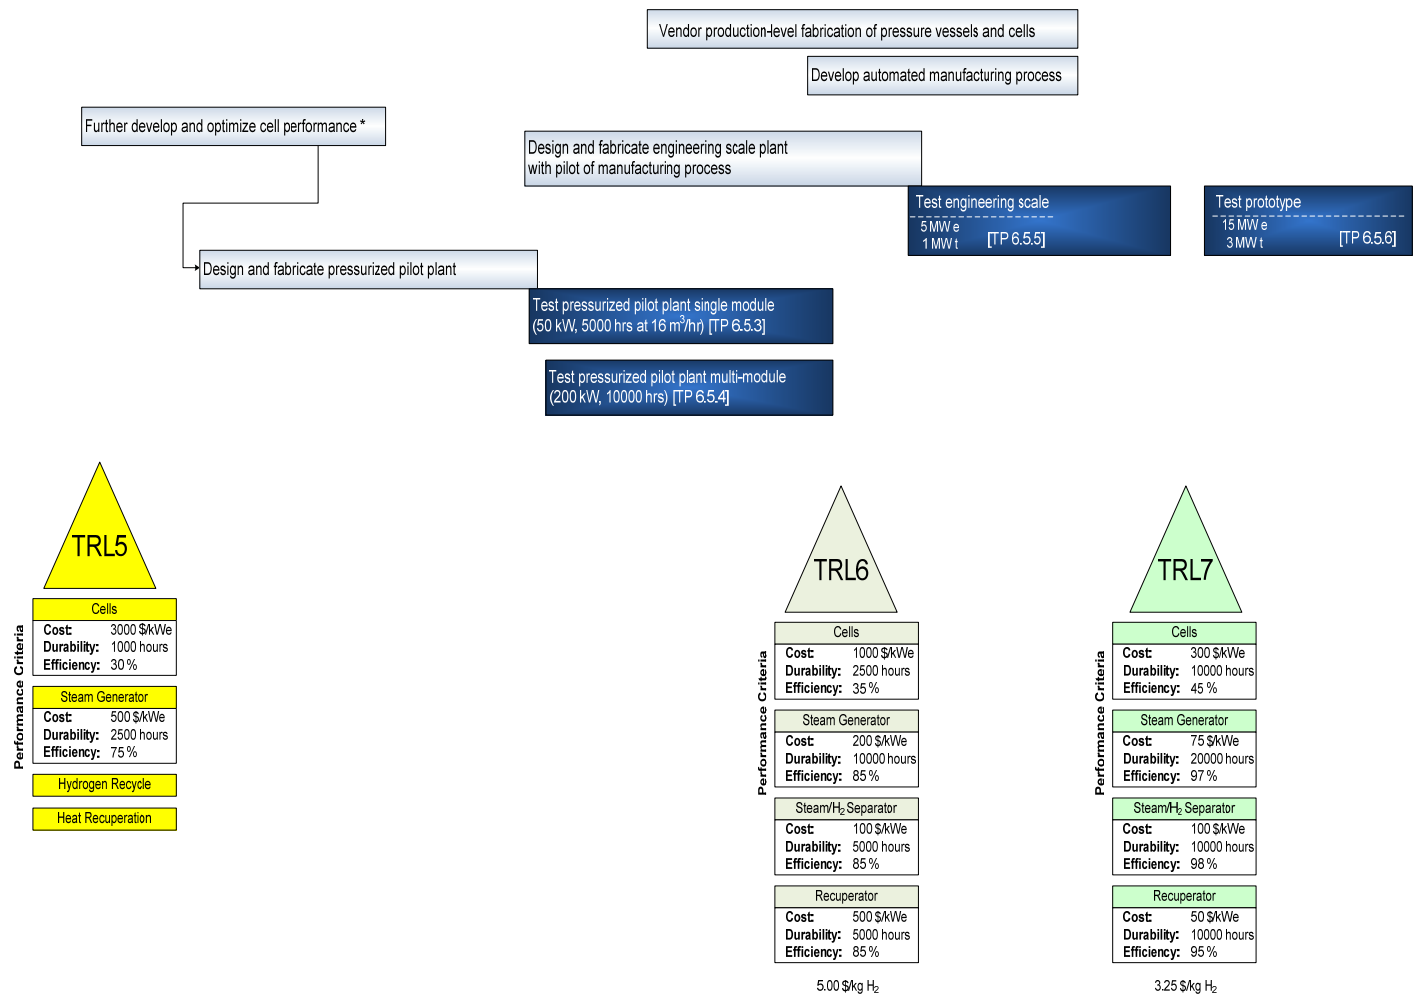 Vendor production-level fabrication of pressure vessels and cells
Develop automated manufacturing process
Further develop and optimize cell performance *
Design and fabricate engineering scale plant
with pilot of manufacturing process
Test engineering scale
5 MW e
1 MW t
[TP 6.5.5]
Test prototype
15 MW e
3 MW t
[TP 6.5.6]
Design and fabricate pressurized pilot plant
Test pressurized pilot plant single module
(50 kW, 5000 hrs at 16 m³/hr) [TP 6.5.3]
Test pressurized pilot plant multi-module
(200 kW, 10000 hrs) [TP 6.5.4]
TRL5
Performance Criteria
Cells
Cost: 3000 $/kWe
Durability: 1000 hours
Efficiency: 30 %
Steam Generator
Cost: 500 $/kWe
Durability: 2500 hours
Efficiency: 75 %
Hydrogen Recycle
Heat Recuperation
TRL6
Performance Criteria
Cells
Cost: 1000 $/kWe
Durability: 2500 hours
Efficiency: 35 %
Steam Generator
Cost: 200 $/kWe
Durability: 10000 hours
Efficiency: 85 %
Steam/H₂ Separator
Cost: 100 $/kWe
Durability: 5000 hours
Efficiency: 85 %
Recuperator
Cost: 500 $/kWe
Durability: 5000 hours
Efficiency: 85 %
5.00 $/kg H₂
TRL7
Performance Criteria
Cells
Cost: 300 $/kWe
Durability: 10000 hours
Efficiency: 45 %
Steam Generator
Cost: 75 $/kWe
Durability: 20000 hours
Efficiency: 97 %
Steam/H₂ Separator
Cost: 100 $/kWe
Durability: 10000 hours
Efficiency: 98 %
Recuperator
Cost: 50 $/kWe
Durability: 10000 hours
Efficiency: 95 %
3.25 $/kg H₂